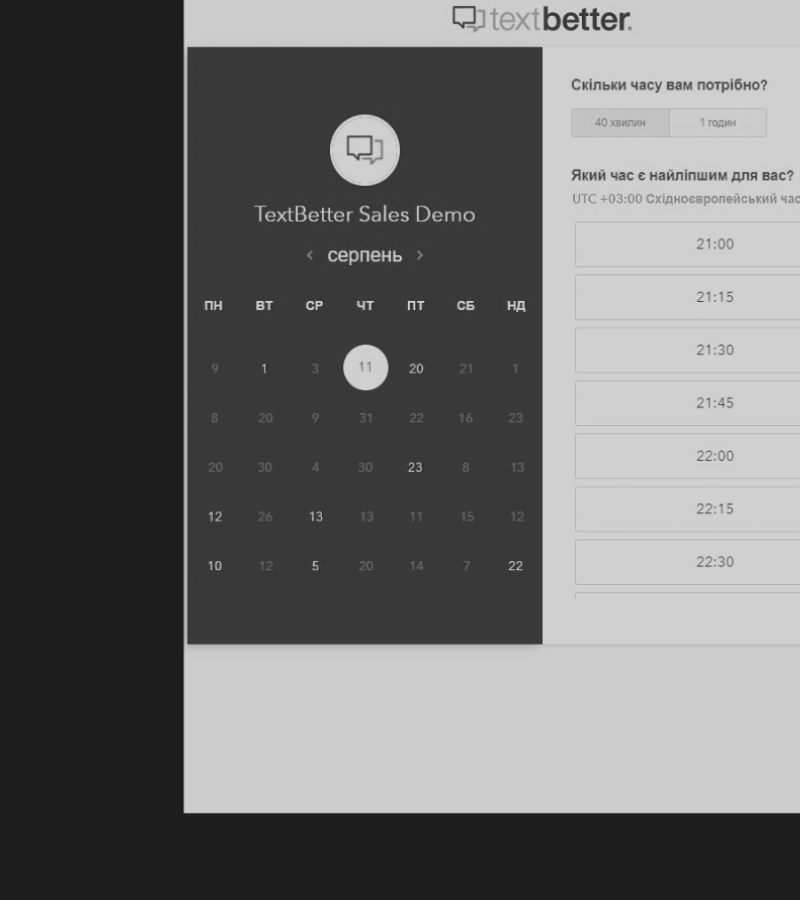 textbetter.
TextBetter Sales Demo
‹ серпень ›
ПН ВТ СР ЧТ ПТ СБ НД
9 1 3 11 20 21 1
8 20 9 31 22 16 23
20 30 4 30 23 8 13
12 26 13 13 11 15 12
10 12 5 20 14 7 22
Скільки часу вам потрібно?
40 хвилин 1 годин
Який час є найліпшим для вас?
UTC +03:00 Східноєвропейський час
21:00
21:15
21:30
21:45
22:00
22:15
22:30